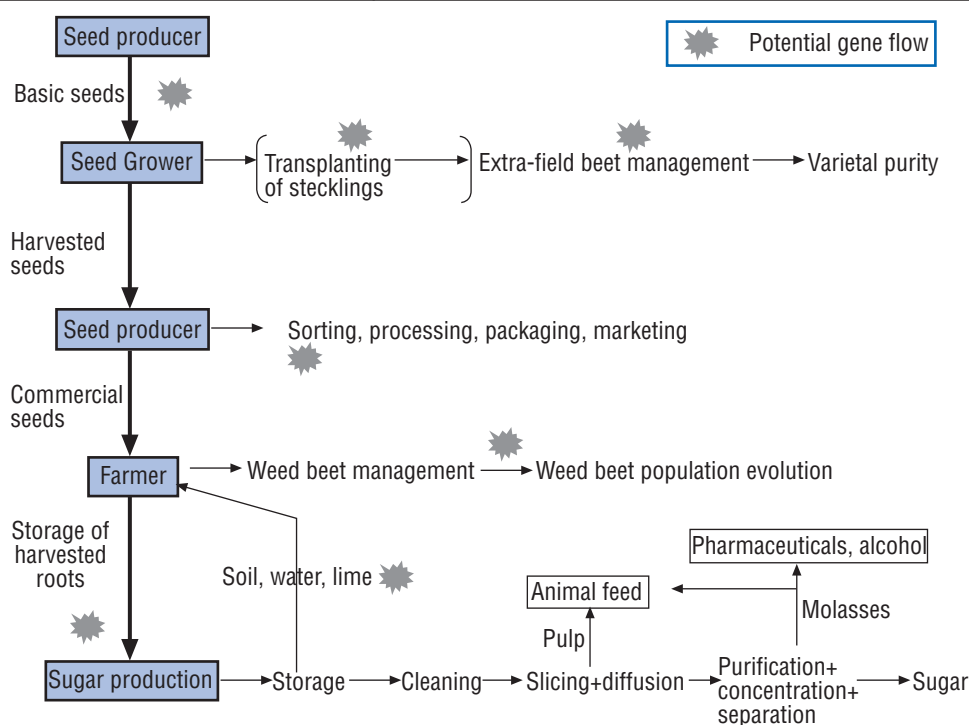 Seed producer
Potential gene flow
Basic seeds
Seed Grower
Transplanting
of stecklings
Extra-field beet management
Varietal purity
Harvested
seeds
Seed producer
Sorting, processing, packaging, marketing
Commercial
seeds
Farmer
Weed beet management
Weed beet population evolution
Storage of
harvested
roots
Soil, water, lime
Pharmaceuticals, alcohol
Animal feed
Molasses
Pulp
Sugar production
Storage
Cleaning
Slicing+diffusion
Purification+
concentration+
separation
Sugar